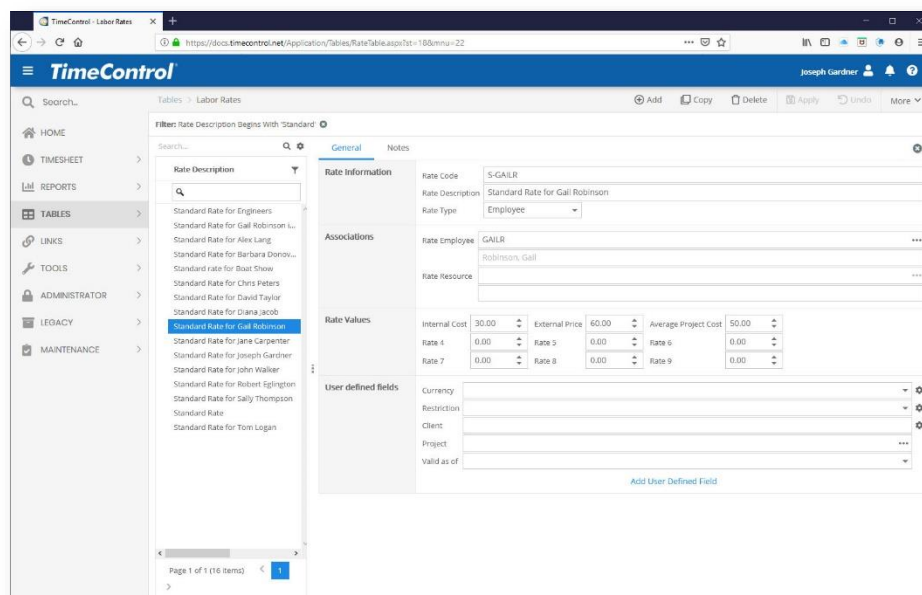 TimeControl - Labor Rates
https://docs.timecontrol.net/Application/Tables/RateTable.aspx?st=18&mnu=22
TimeControl
Joseph Gardner
Search...
Tables > Labor Rates
Add Copy Delete Apply Undo More
HOME
TIMESHEET
REPORTS
TABLES
LINKS
TOOLS
ADMINISTRATOR
LEGACY
MAINTENANCE
Filter: Rate Description Begins With 'Standard'
Search...
Rate Description
Standard Rate for Engineers
Standard Rate for Gail Robinson i...
Standard Rate for Alex Lang
Standard Rate for Barbara Donov...
Standard rate for Boat Show
Standard Rate for Chris Peters
Standard Rate for David Taylor
Standard Rate for Diana Jacob
Standard Rate for Gail Robinson
Standard Rate for Jane Carpenter
Standard Rate for Joseph Gardner
Standard Rate for John Walker
Standard Rate for Robert Eglington
Standard Rate for Sally Thompson
Standard Rate
Standard Rate for Tom Logan
Page 1 of 1 (16 items) < 1
>
General Notes
Rate Information
Rate Code S-GAILR
Rate Description Standard Rate for Gail Robinson
Rate Type Employee
Associations
Rate Employee GAILR
Robinson, Gail
Rate Resource
Rate Values
Internal Cost 30.00 External Price 60.00 Average Project Cost 50.00
Rate 4 0.00 Rate 5 0.00 Rate 6 0.00
Rate 7 0.00 Rate 8 0.00 Rate 9 0.00
User defined fields
Currency
Restriction
Client
Project
Valid as of
Add User Defined Field